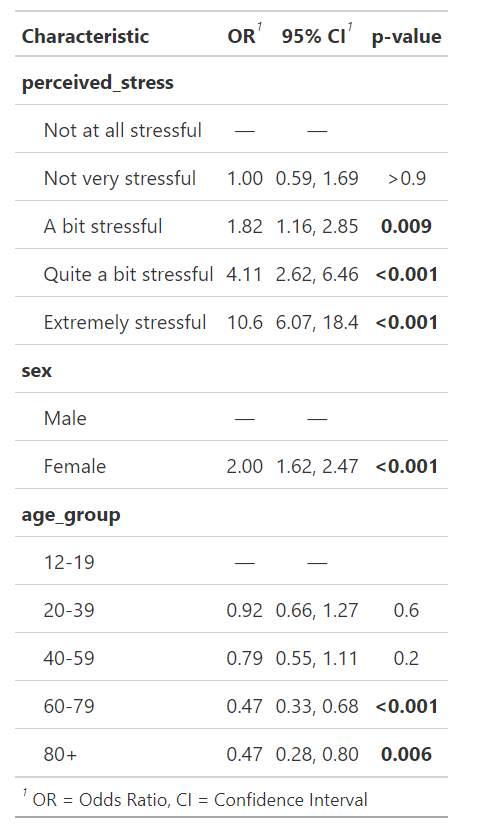 Characteristic OR1 95% CI1 p-value
perceived_stress
Not at all stressful — —
Not very stressful 1.00 0.59, 1.69 >0.9
A bit stressful 1.82 1.16, 2.85 0.009
Quite a bit stressful 4.11 2.62, 6.46 <0.001
Extremely stressful 10.6 6.07, 18.4 <0.001
sex
Male — —
Female 2.00 1.62, 2.47 <0.001
age_group
12-19 — —
20-39 0.92 0.66, 1.27 0.6
40-59 0.79 0.55, 1.11 0.2
60-79 0.47 0.33, 0.68 <0.001
80+ 0.47 0.28, 0.80 0.006
1 OR = Odds Ratio, CI = Confidence Interval